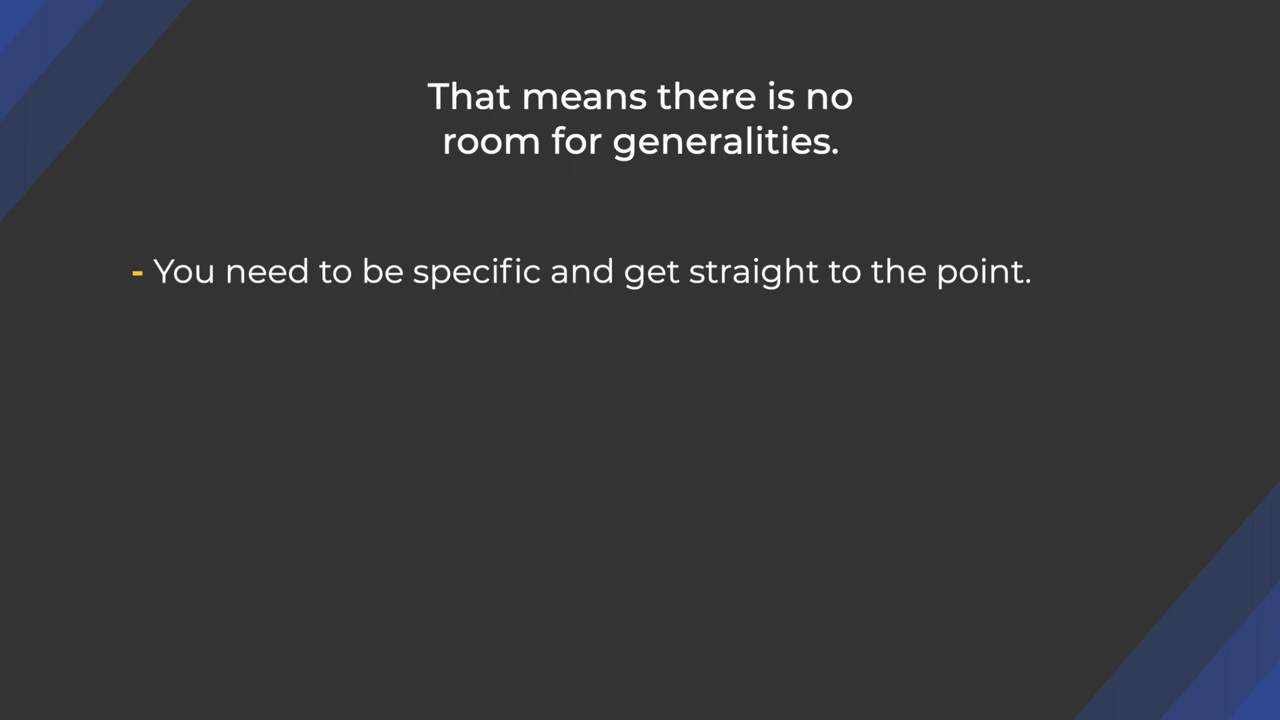 That means there is no
room for generalities.
- You need to be specific and get straight to the point.